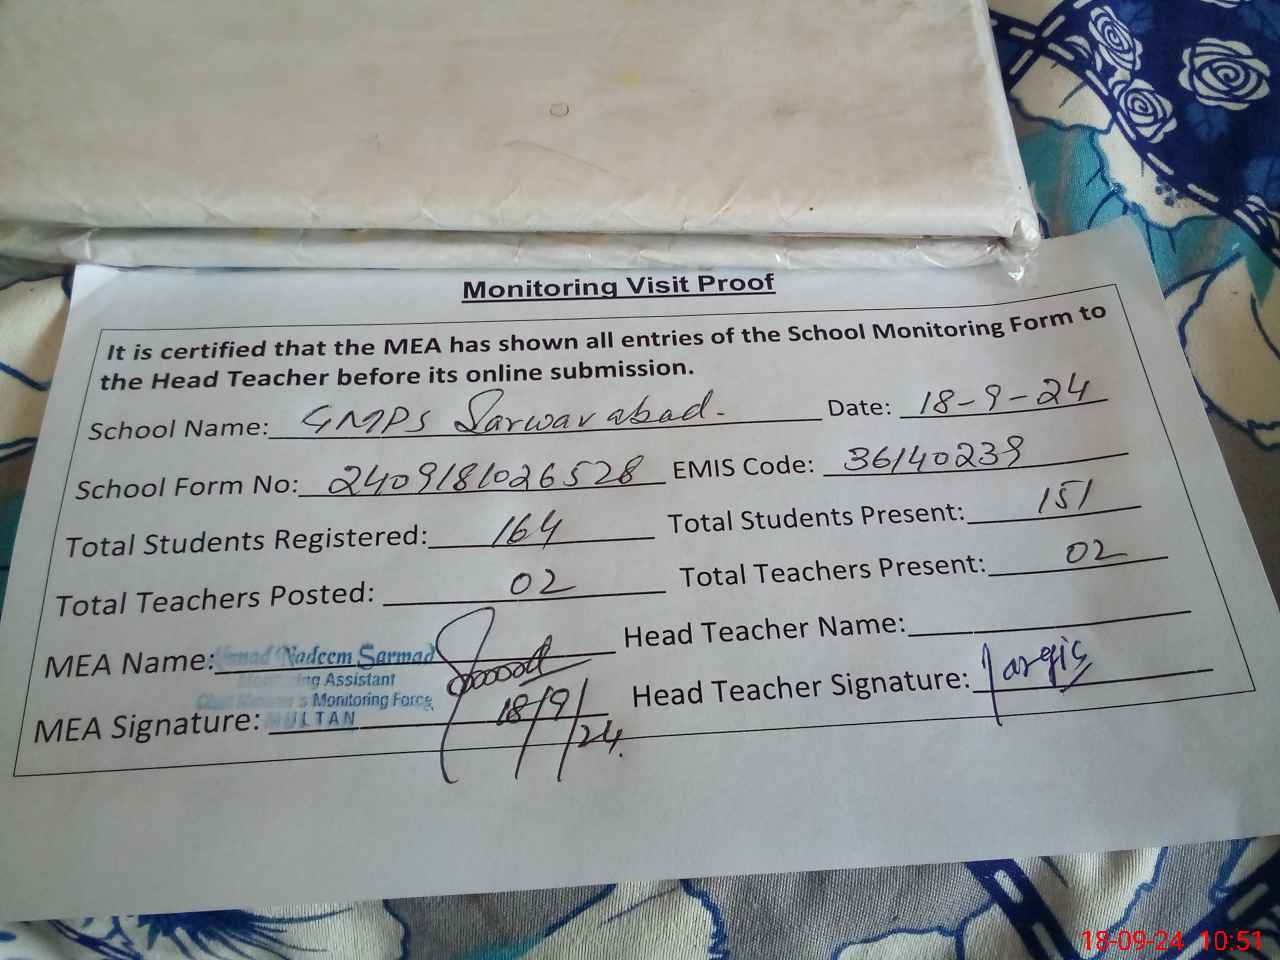 Monitoring Visit Proof
It is certified that the MEA has shown all entries of the School Monitoring Form to
the Head Teacher before its online submission.
School Name: GMPS Sarwarabad. Date: 18-9-24
School Form No: 2409181026528 EMIS Code: 36140239
Total Students Registered: 164 Total Students Present: 151
Total Teachers Posted: 02 Total Teachers Present: 02
MEA Name: Nadeem Sarmad Head Teacher Name:
Assistant
Monitoring Force
MULTAN
MEA Signature: 18/9/24. Head Teacher Signature: Nargis
18-09-24 10:51